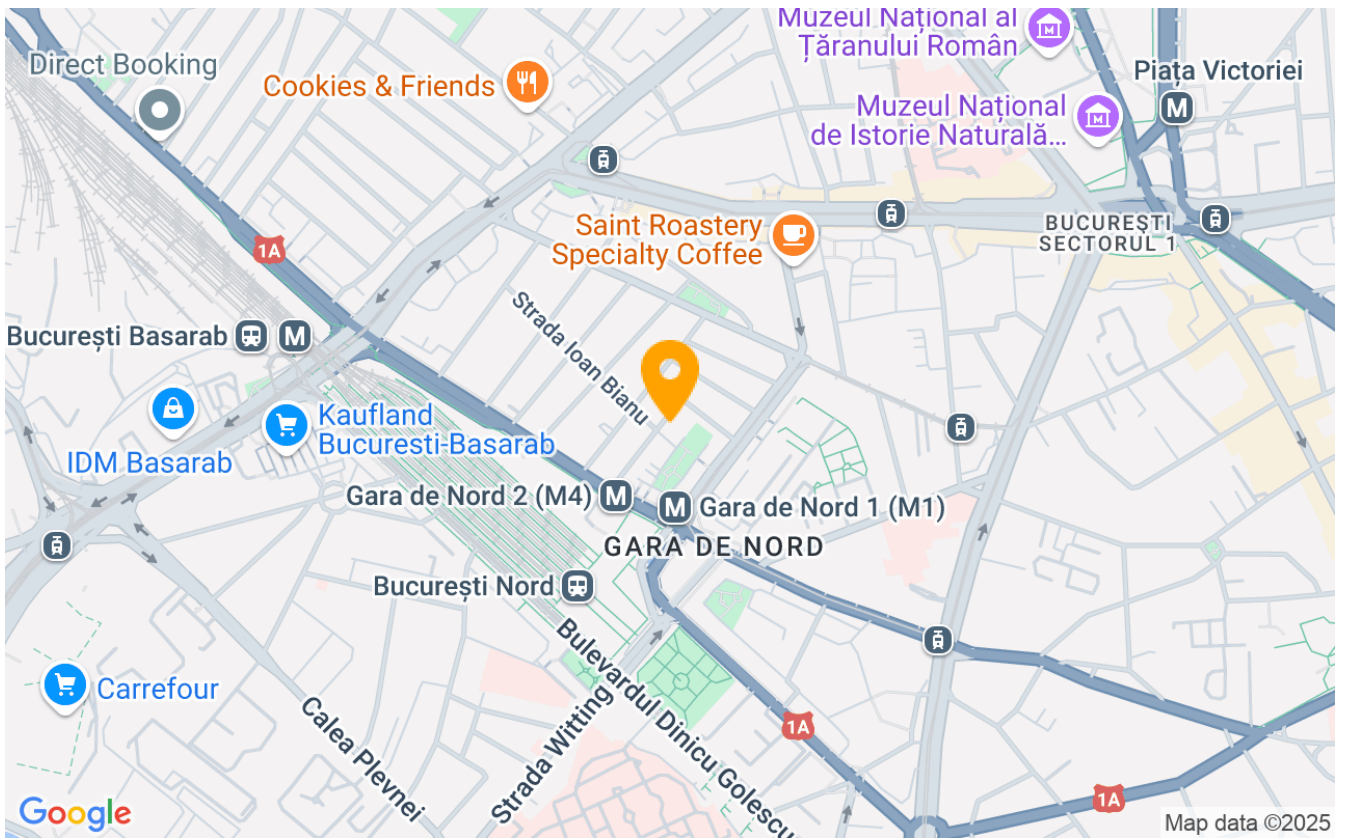 Muzeul Național al
Țăranului Român
Direct Booking
Cookies & Friends
Piața Victoriei
M
Muzeul Național
de Istorie Naturală...
Saint Roastery
Specialty Coffee
BUCUREȘTI
SECTORUL 1
1A
Strada Ioan Bianu
București Basarab
M
Kaufland
Bucuresti-Basarab
IDM Basarab
Gara de Nord 2 (M4)
M
M
Gara de Nord 1 (M1)
GARA DE NORD
București Nord
Bulevardul Dinicu Golescu
Carrefour
Calea Plevnei
Strada Witting
1A
1A
Google
Map data ©2025